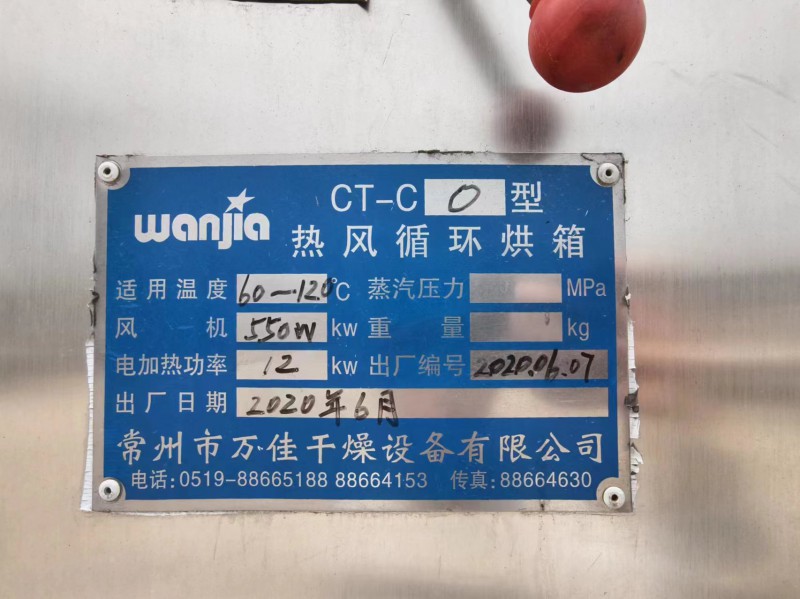 CT-C 0 型
wanjia
热风循环烘箱
适用温度 60—120℃ 蒸汽压力 MPa
风机 550W kw 重量 kg
电加热功率 12 kw 出厂编号 2020.06.07
出厂日期 2020年6月
常州市万佳干燥设备有限公司
电话:0519-88665188 88664153 传真:88664630